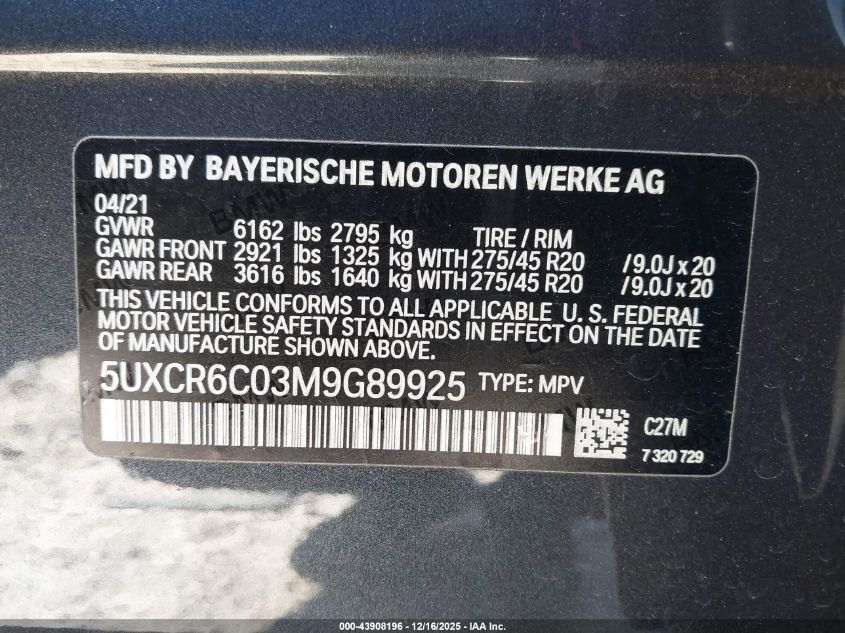 MFD BY BAYERISCHE MOTOREN WERKE AG
04/21
GVWR 6162 lbs 2795 kg TIRE / RIM
GAWR FRONT 2921 lbs 1325 kg WITH 275/45 R20 /9.0J x 20
GAWR REAR 3616 lbs 1640 kg WITH 275/45 R20 /9.0J x 20
THIS VEHICLE CONFORMS TO ALL APPLICABLE U. S. FEDERAL
MOTOR VEHICLE SAFETY STANDARDS IN EFFECT ON THE DATE
OF MANUFACTURE SHOWN ABOVE.
5UXCR6C03M9G89925 TYPE: MPV
C27M
7 320 729
000-43908196 - 12/16/2025 - IAA Inc.